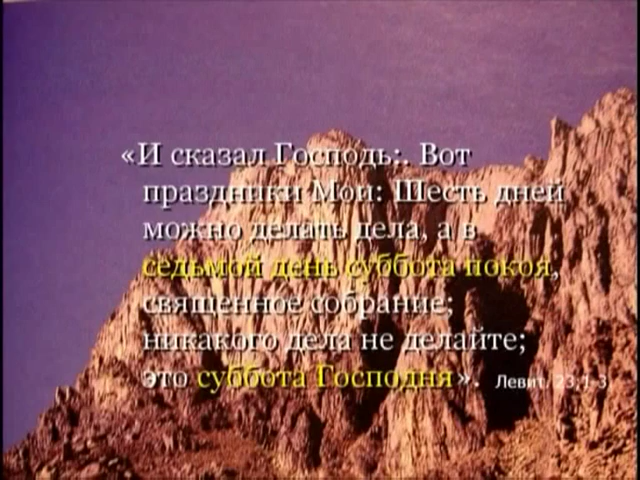 «И сказал Господь:. Вот
праздники Мои: Шесть дней
можно делать дела, а в
седьмой день суббота покоя,
священное собрание;
никакого дела не делайте;
это суббота Господня». Левит. 23:1-3